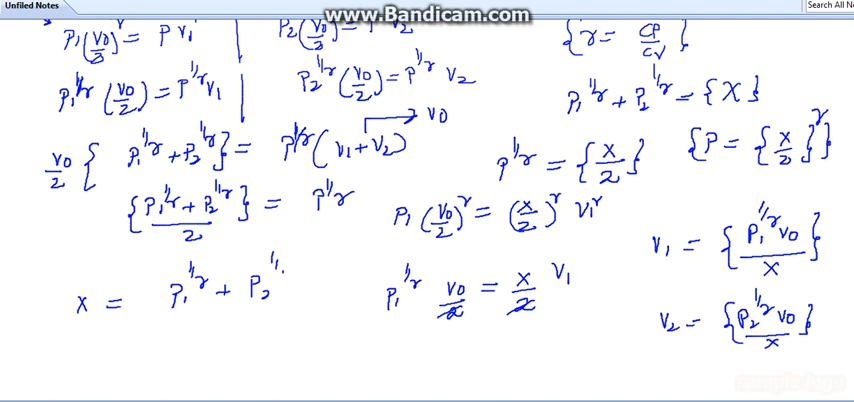 Unfiled Notes
www.Bandicam.com
Search All No
P₁(V0/2)^γ = P V₁
P₂(V0/2)
V₂
{γ = CP/CV}
P₁^1/γ (V0/2) = P^1/γ V₁
P₂^1/γ (V0/2) = P^1/γ V₂
P₁^1/γ + P₂^1/γ = {X}
V0/2 { P₁^1/γ + P₂^1/γ } = P^1/γ (V₁ + V₂) → V0
P^1/γ = {X/2}
{P = {X/2}^γ}
{P₁^1/γ + P₂^1/γ}/2 = P^1/γ
P₁ (V0/2)^γ = (X/2)^γ V₁^γ
V₁ = {P₁^1/γ V0 / X}
X = P₁^1/γ + P₂^1/
P₁^1/γ V0/2 = X/2 V₁
V₂ = {P₂^1/γ V0 / X}